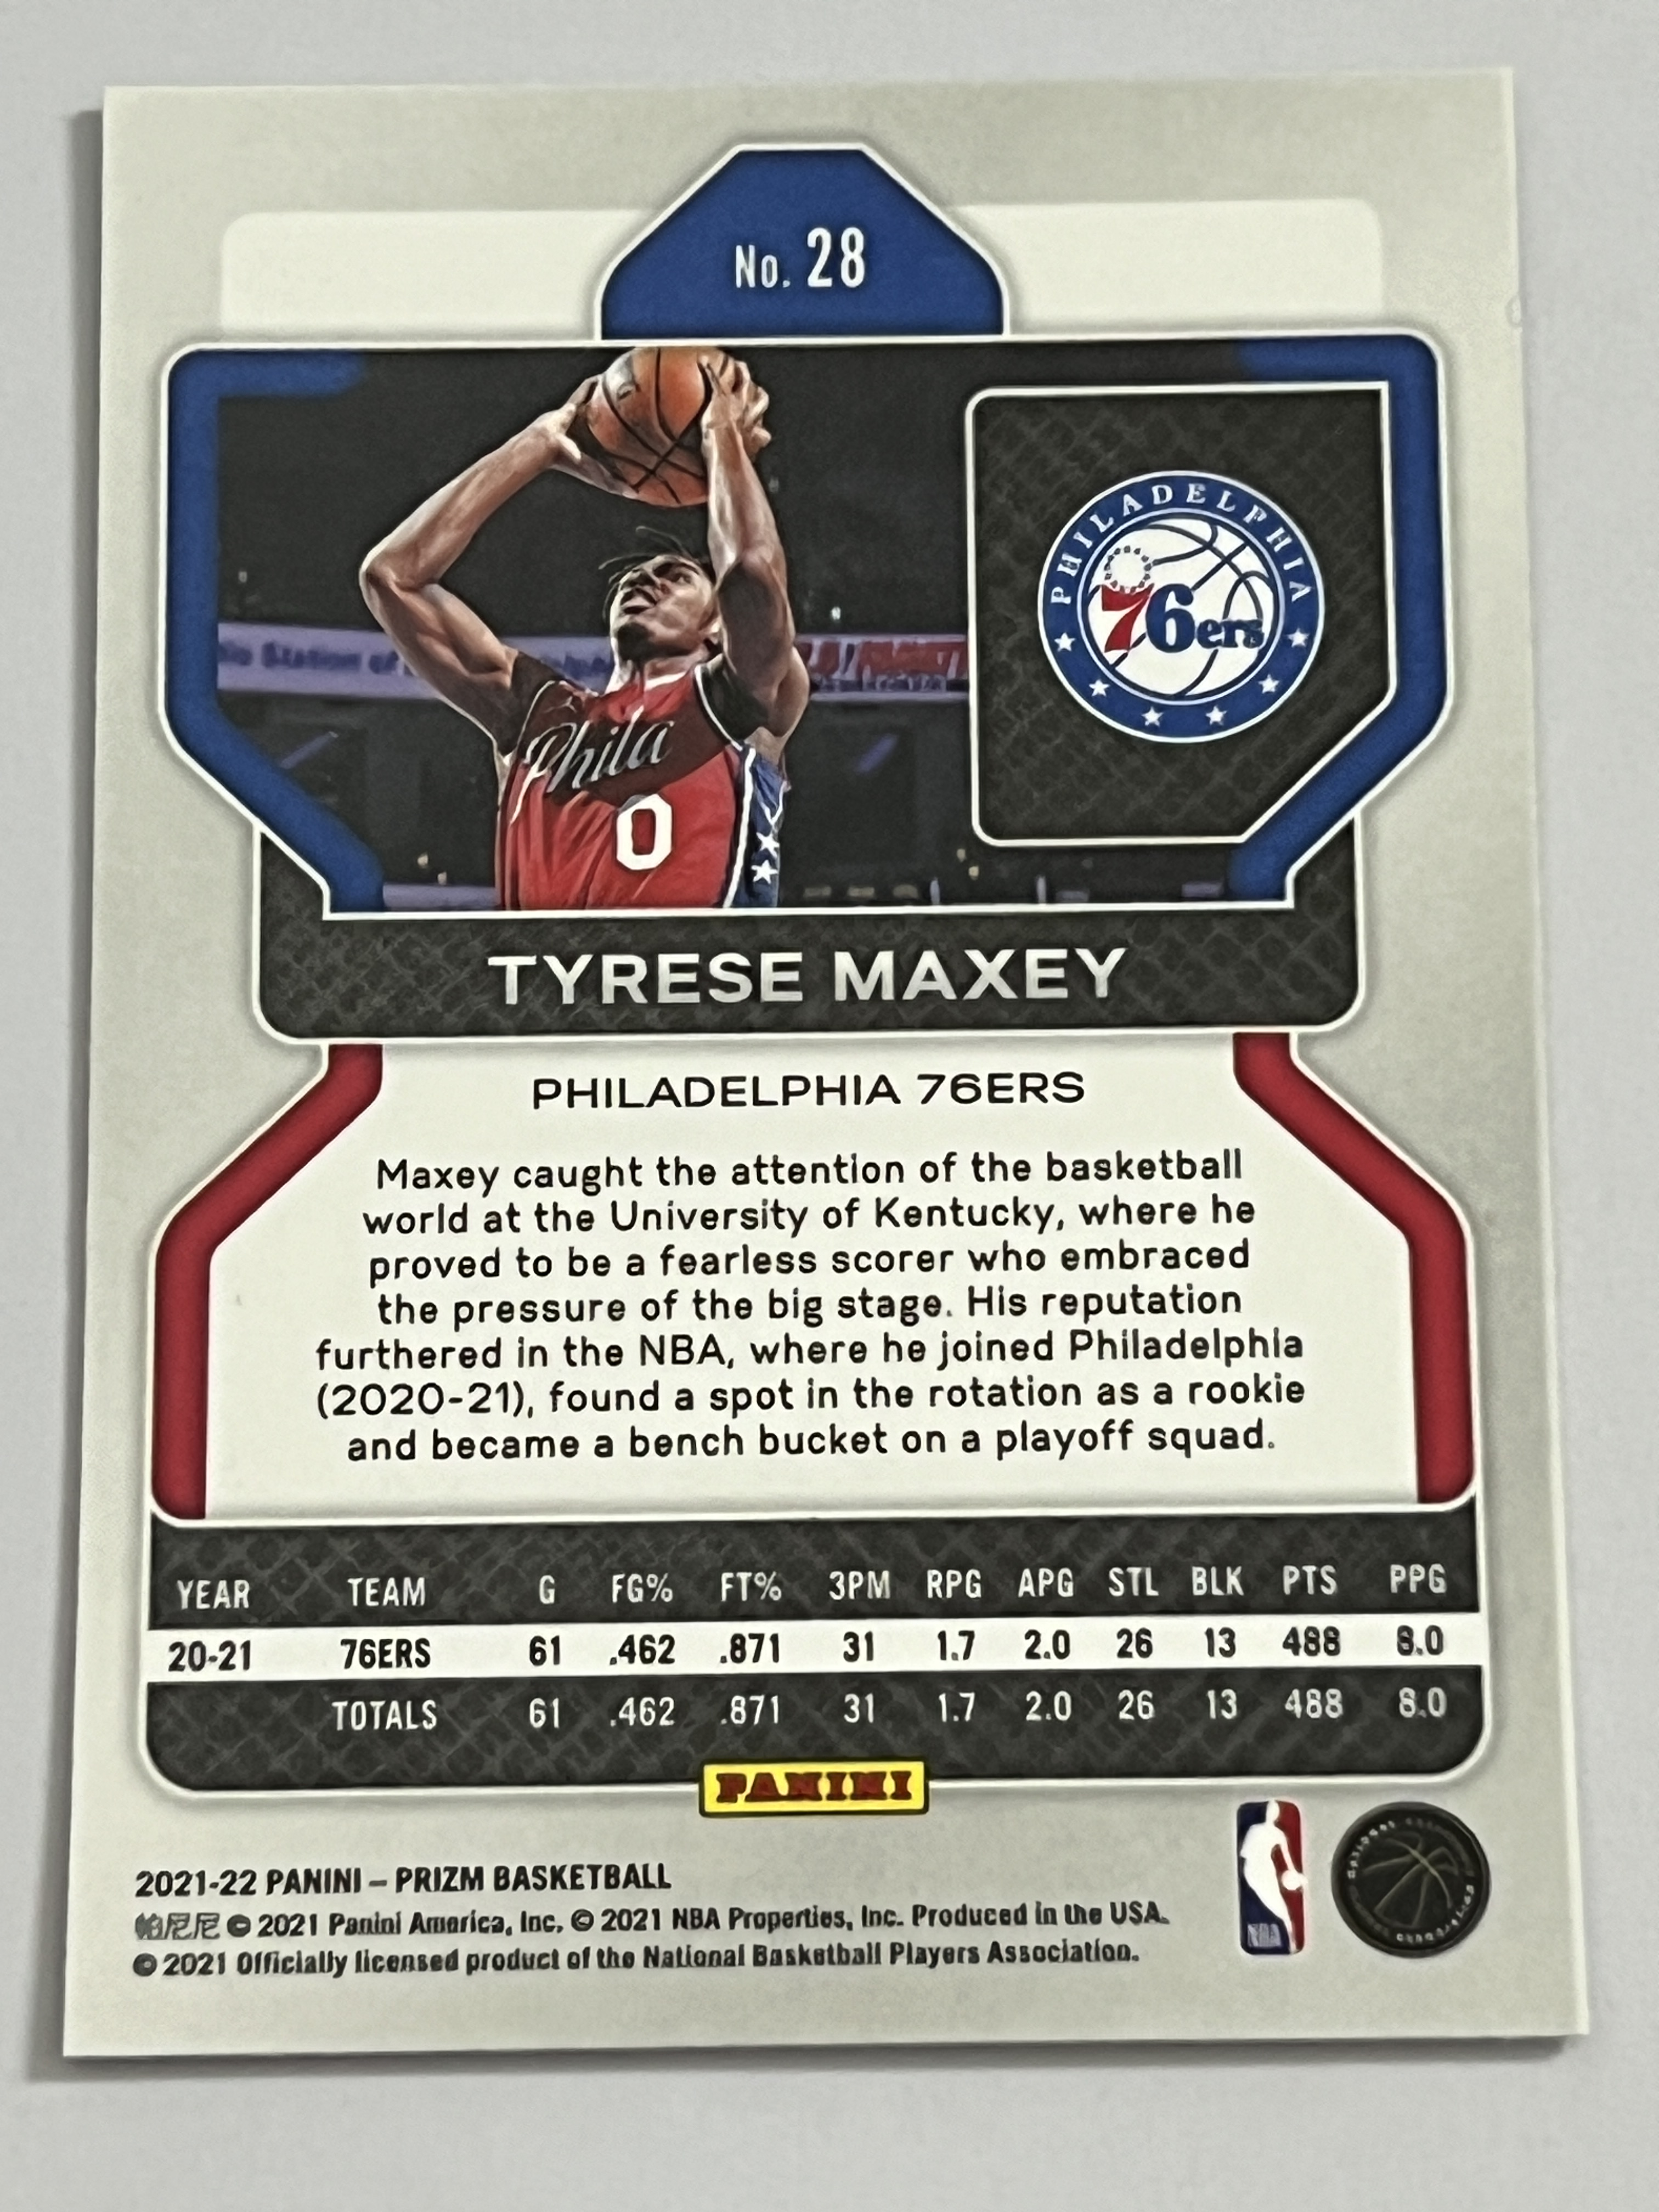 No. 28
PHILADELPHIA
76ers
Phila
0
TYRESE MAXEY
PHILADELPHIA 76ERS
Maxey caught the attention of the basketball
world at the University of Kentucky, where he
proved to be a fearless scorer who embraced
the pressure of the big stage. His reputation
furthered in the NBA, where he joined Philadelphia
(2020-21), found a spot in the rotation as a rookie
and became a bench bucket on a playoff squad.
YEAR TEAM G FG% FT% 3PM RPG APG STL BLK PTS PPG
20-21 76ERS 61 .462 .871 31 1.7 2.0 26 13 488 8.0
TOTALS 61 .462 .871 31 1.7 2.0 26 13 488 8.0
PANINI
2021-22 PANINI – PRIZM BASKETBALL
帕尼尼 © 2021 Panini America, Inc. © 2021 NBA Properties, Inc. Produced in the USA.
© 2021 Officially licensed product of the National Basketball Players Association.
NBA